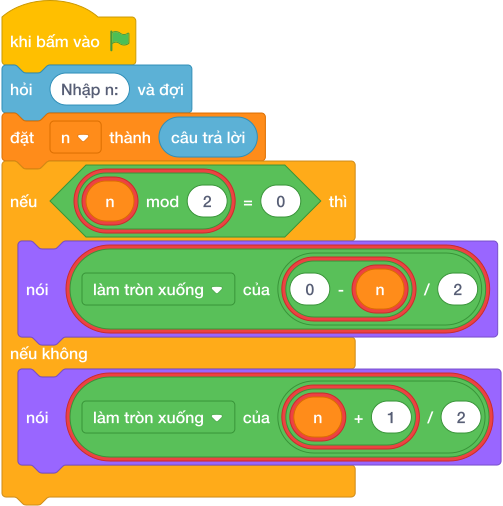 khi bấm vào
hỏi Nhập n: và đợi
đặt n thành câu trả lời
nếu n mod 2 = 0 thì
nói làm tròn xuống của 0 - n / 2
nếu không
nói làm tròn xuống của n + 1 / 2